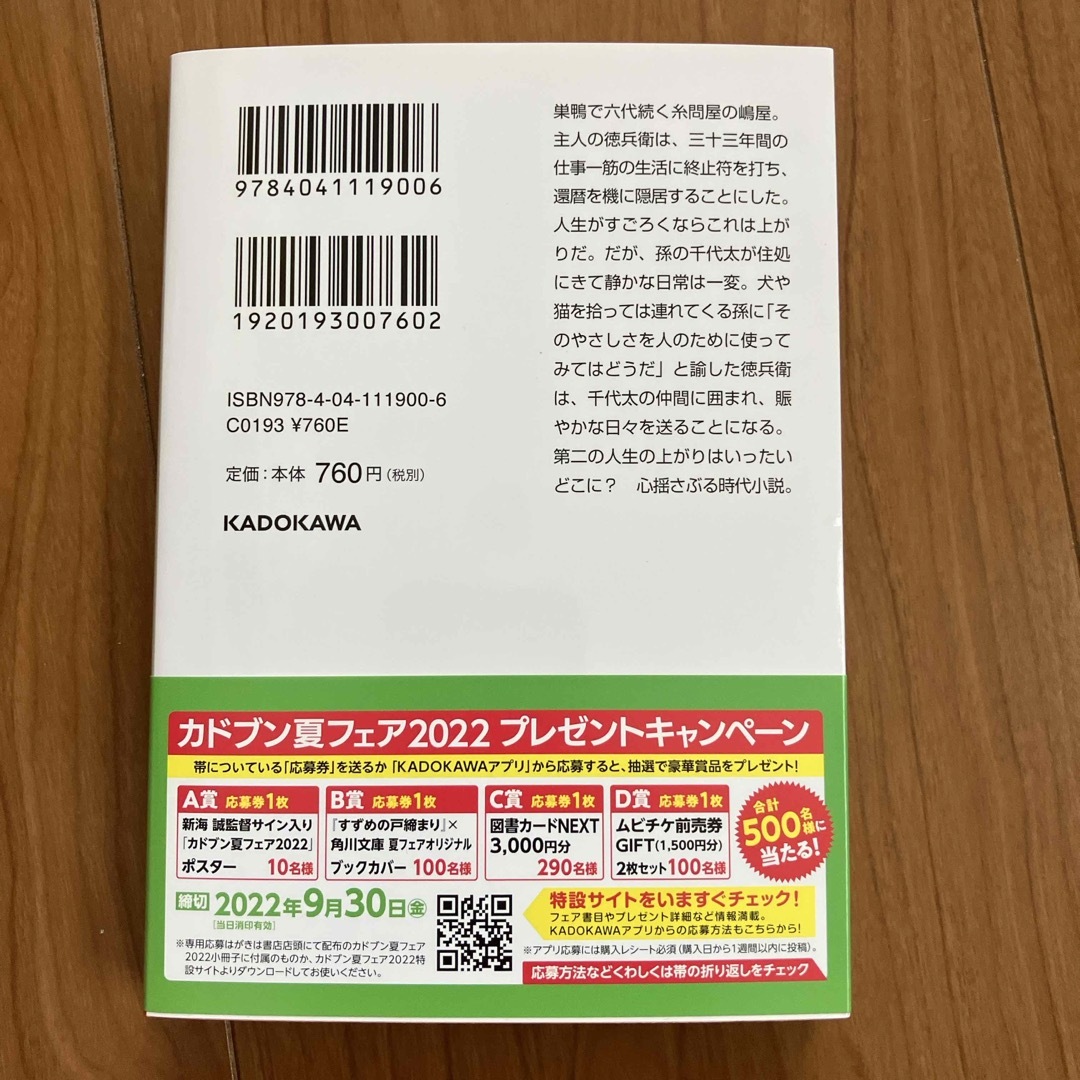 9784041119006
1920193007602
ISBN978-4-04-111900-6
C0193 ¥760E
定価：本体 760円（税別）
KADOKAWA
巣鴨で六代続く糸問屋の嶋屋。
主人の徳兵衛は、三十三年間の
仕事一筋の生活に終止符を打ち、
還暦を機に隠居することにした。
人生がすごろくならこれは上が
りだ。だが、孫の千代太が住処
にきて静かな日常は一変。犬や
猫を拾っては連れてくる孫に「そ
のやさしさを人のために使って
みてはどうだ」と諭した徳兵衛
は、千代太の仲間に囲まれ、賑
やかな日々を送ることになる。
第二の人生の上がりはいったい
どこに？　心揺さぶる時代小説。
カドブン夏フェア2022 プレゼントキャンペーン
帯についている「応募券」を送るか「KADOKAWAアプリ」から応募すると、抽選で豪華賞品をプレゼント！
A賞 応募券1枚
新海 誠監督サイン入り
「カドブン夏フェア2022」
ポスター 10名様
B賞 応募券1枚
『すずめの戸締まり』×
角川文庫 夏フェアオリジナル
ブックカバー 100名様
C賞 応募券1枚
図書カードNEXT
3,000円分
290名様
D賞 応募券1枚
ムビチケ前売券
GIFT（1,500円分）
2枚セット100名様
合計
500名様に
当たる！
締切 2022年9月30日金
［当日消印有効］
※専用応募はがきは書店店頭にて配布のカドブン夏フェア
2022小冊子に付属のものか、カドブン夏フェア2022特
設サイトよりダウンロードしてお使いください。
特設サイトをいますぐチェック！
フェア書目やプレゼント詳細など情報満載。
KADOKAWAアプリからの応募方法もこちらから！
※アプリ応募には購入レシート必須（購入日から1週間以内に投稿）。
応募方法などくわしくは帯の折り返しをチェック